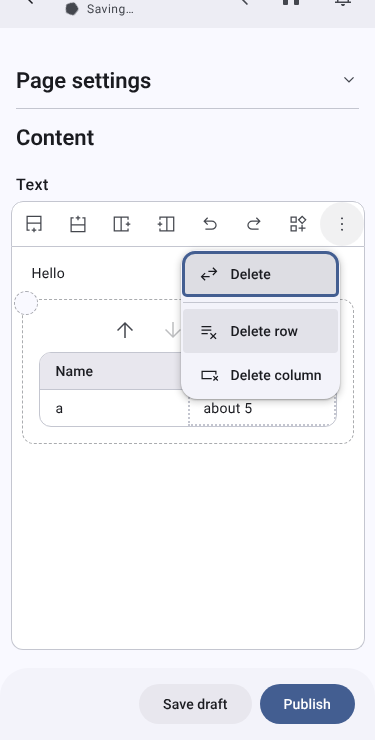 Saving…
Page settings
Content
Text
Hello
Delete
Delete row
Delete column
Name
a
about 5
Save draft
Publish